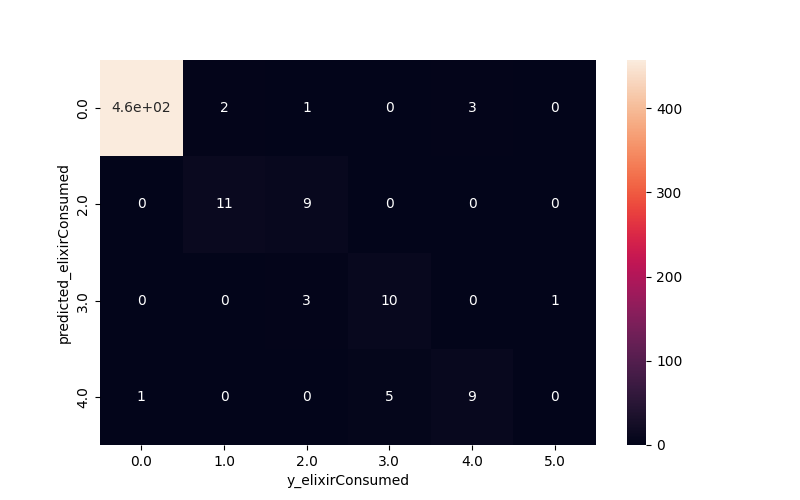 0.0 4.6e+02 2 1 0 3 0
2.0 0 11 9 0 0 0
3.0 0 0 3 10 0 1
4.0 1 0 0 5 9 0
predicted_elixirConsumed
0.0 1.0 2.0 3.0 4.0 5.0
y_elixirConsumed
400
300
200
100
0